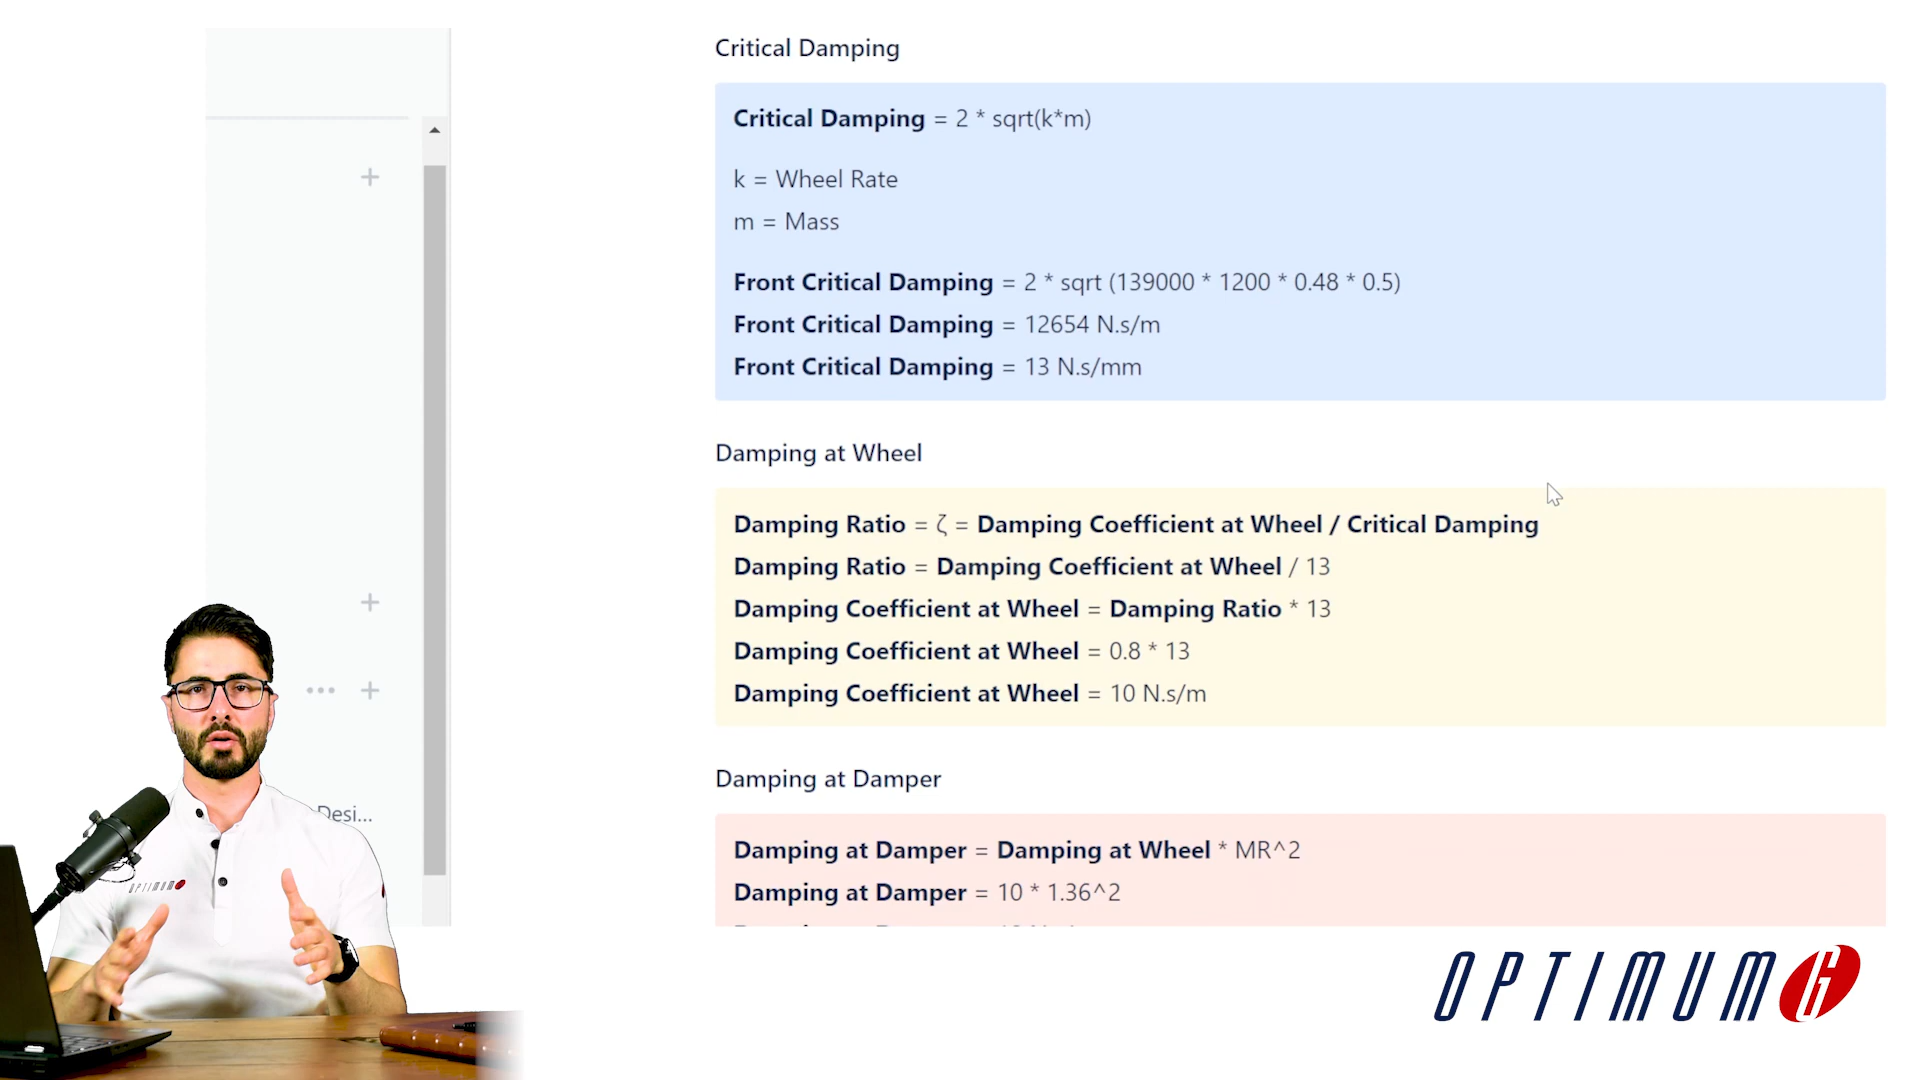 Critical Damping
Critical Damping = 2 * sqrt(k*m)
k = Wheel Rate
m = Mass
Front Critical Damping = 2 * sqrt (139000 * 1200 * 0.48 * 0.5)
Front Critical Damping = 12654 N.s/m
Front Critical Damping = 13 N.s/mm
Damping at Wheel
Damping Ratio = ζ = Damping Coefficient at Wheel / Critical Damping
Damping Ratio = Damping Coefficient at Wheel / 13
Damping Coefficient at Wheel = Damping Ratio * 13
Damping Coefficient at Wheel = 0.8 * 13
Damping Coefficient at Wheel = 10 N.s/m
Damping at Damper
Damping at Damper = Damping at Wheel * MR^2
Damping at Damper = 10 * 1.36^2
Desi...
OPTIMUM
OPTIMUM G